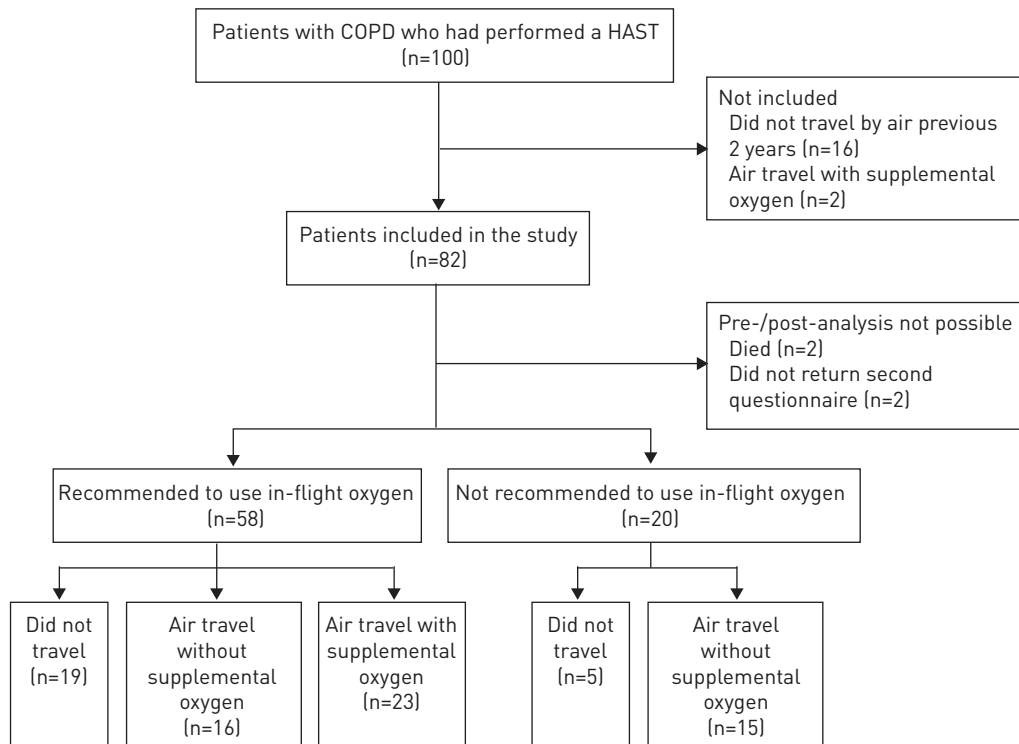 Patients with COPD who had performed a HAST
(n=100)
Not included
Did not travel by air previous
2 years (n=16)
Air travel with supplemental
oxygen (n=2)
Patients included in the study
(n=82)
Pre-/post-analysis not possible
Died (n=2)
Did not return second
questionnaire (n=2)
Recommended to use in-flight oxygen
(n=58)
Not recommended to use in-flight oxygen
(n=20)
Did not
travel
(n=19)
Air travel
without
supplemental
oxygen
(n=16)
Air travel with
supplemental
oxygen
(n=23)
Did not
travel
(n=5)
Air travel
without
supplemental
oxygen
(n=15)